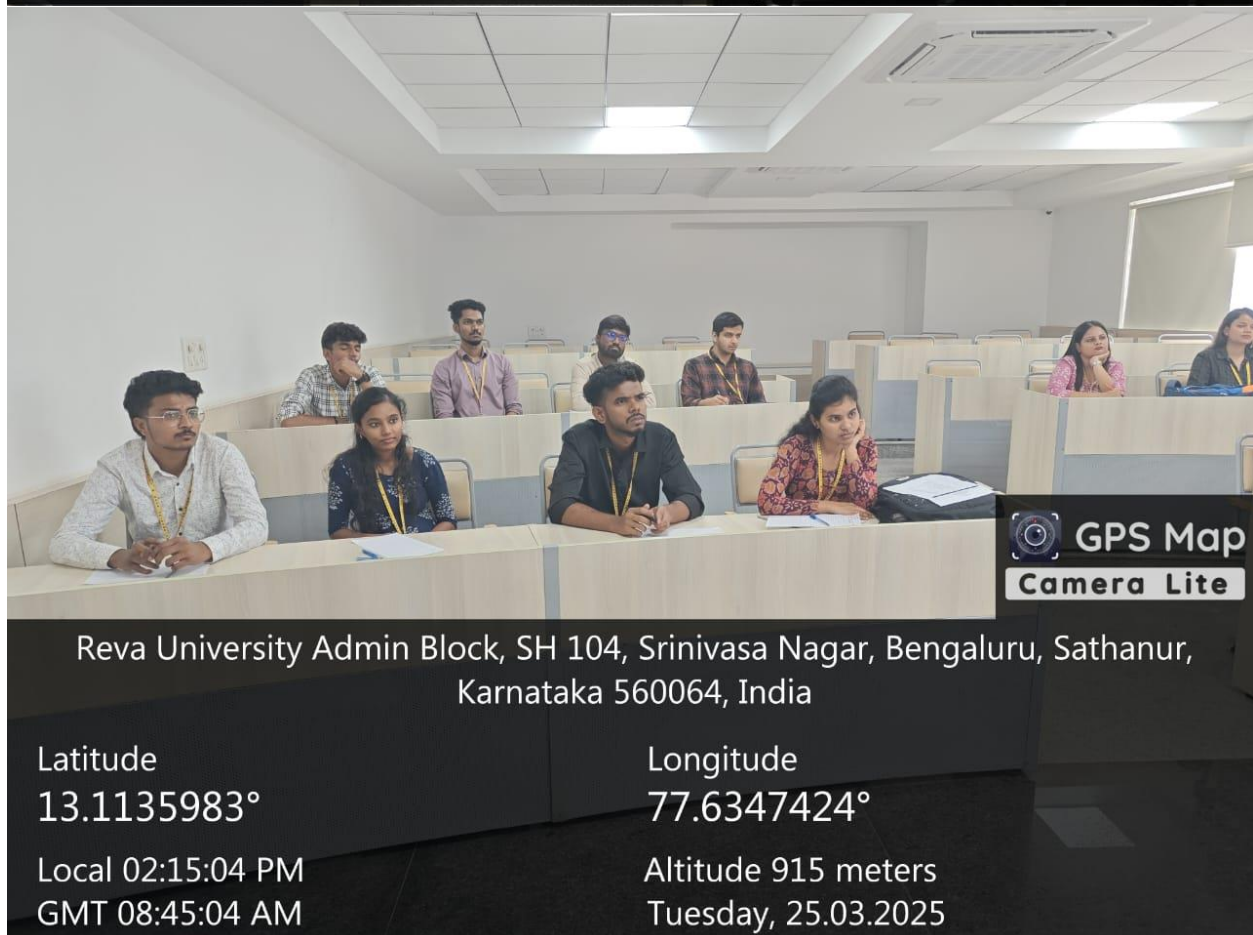 GPS Map
Camera Lite
Reva University Admin Block, SH 104, Srinivasa Nagar, Bengaluru, Sathanur,
Karnataka 560064, India
Latitude
13.1135983°
Longitude
77.6347424°
Local 02:15:04 PM
GMT 08:45:04 AM
Altitude 915 meters
Tuesday, 25.03.2025